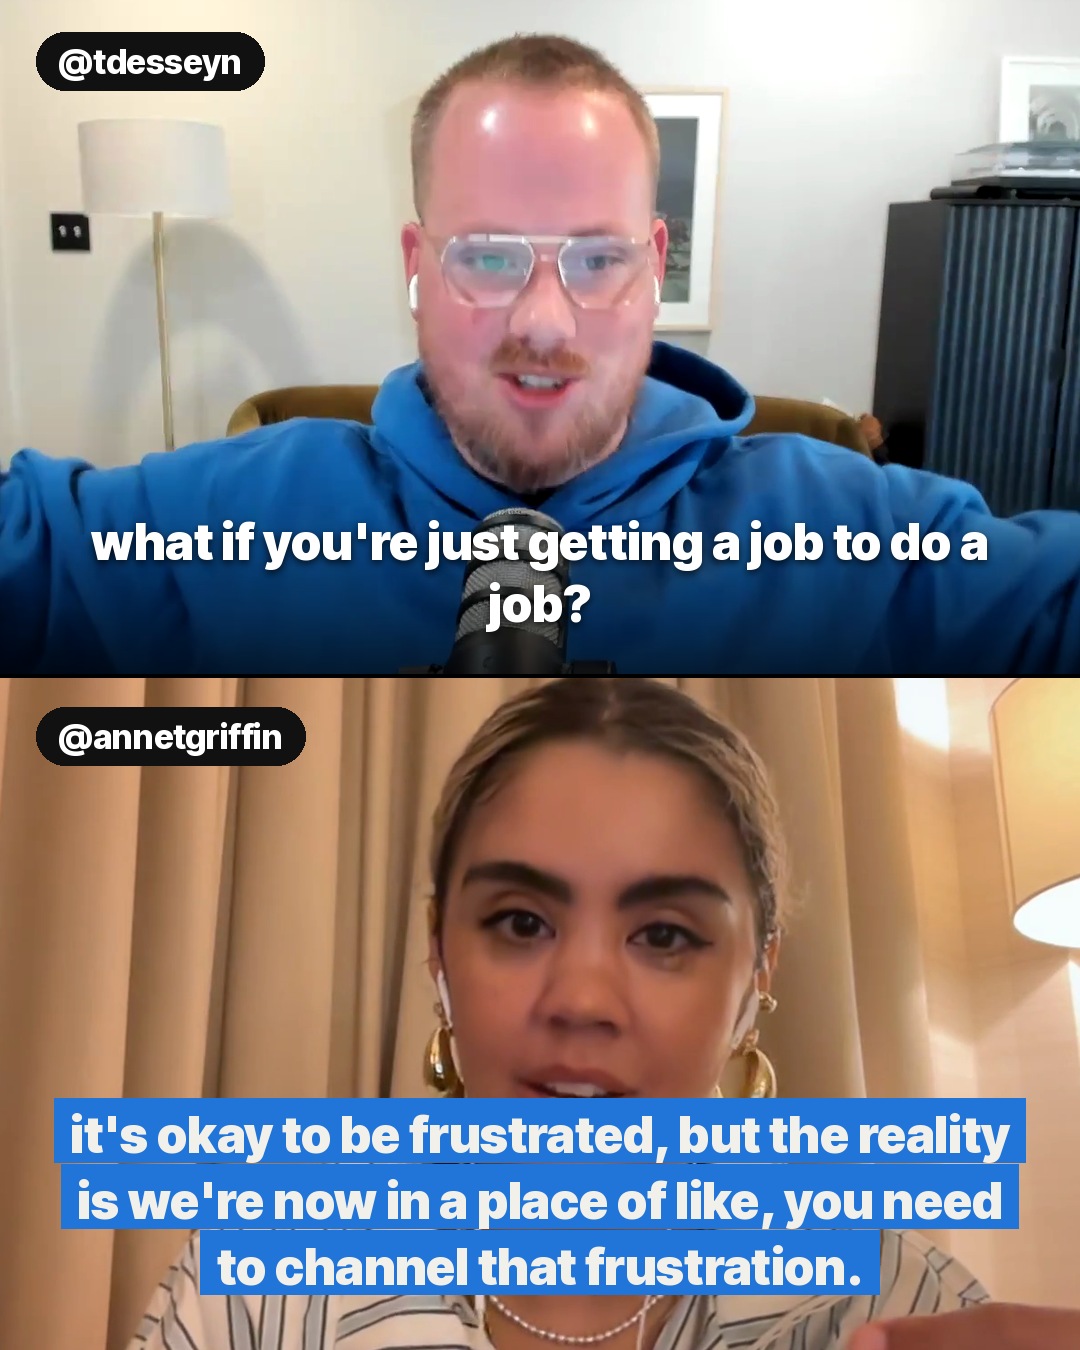 @tdesseyn
what if you're just getting a job to do a
job?
@annetgriffin
it's okay to be frustrated, but the reality
is we're now in a place of like, you need
to channel that frustration.